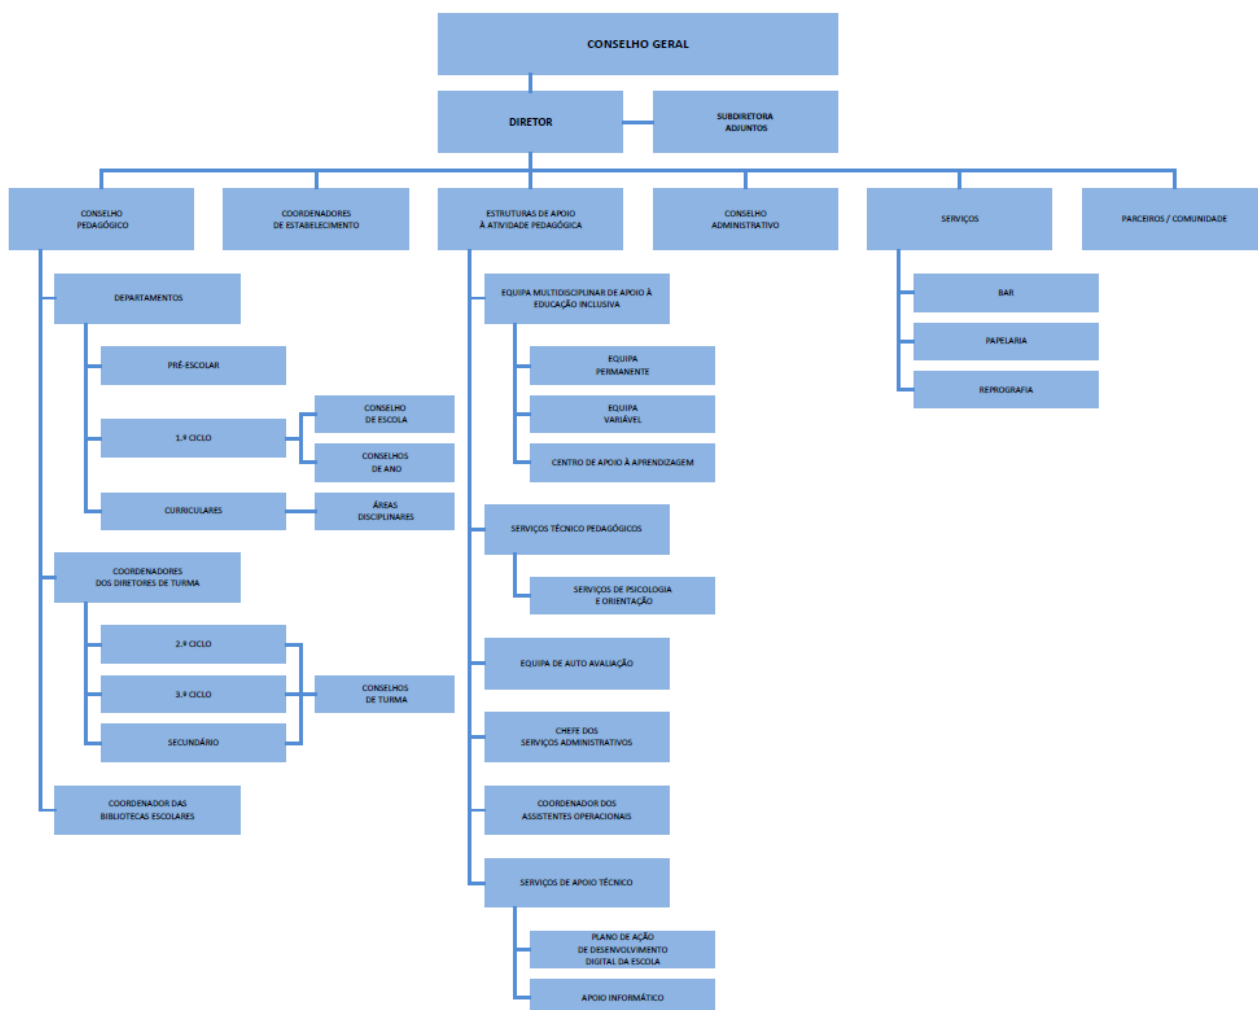 CONSELHO GERAL
DIRETOR
SUBDIRETORA
ADJUNTOS
CONSELHO
PEDAGÓGICO
COORDENADORES
DE ESTABELECIMENTO
ESTRUTURAS DE APOIO
À ATIVIDADE PEDAGÓGICA
CONSELHO
ADMINISTRATIVO
SERVIÇOS
PARCEIROS / COMUNIDADE
DEPARTAMENTOS
PRÉ-ESCOLAR
1.º CICLO
CONSELHO
DE ESCOLA
CONSELHOS
DE ANO
CURRICULARES
ÁREAS
DISCIPLINARES
COORDENADORES
DOS DIRETORES DE TURMA
2.º CICLO
3.º CICLO
SECUNDÁRIO
CONSELHOS
DE TURMA
COORDENADOR DAS
BIBLIOTECAS ESCOLARES
EQUIPA MULTIDISCIPLINAR DE APOIO À
EDUCAÇÃO INCLUSIVA
EQUIPA
PERMANENTE
EQUIPA
VARIÁVEL
CENTRO DE APOIO À APRENDIZAGEM
SERVIÇOS TÉCNICO PEDAGÓGICOS
SERVIÇOS DE PSICOLOGIA
E ORIENTAÇÃO
EQUIPA DE AUTO AVALIAÇÃO
CHEFE DOS
SERVIÇOS ADMINISTRATIVOS
COORDENADOR DOS
ASSISTENTES OPERACIONAIS
SERVIÇOS DE APOIO TÉCNICO
PLANO DE AÇÃO
DE DESENVOLVIMENTO
DIGITAL DA ESCOLA
APOIO INFORMÁTICO
BAR
PAPELARIA
REPROGRAFIA